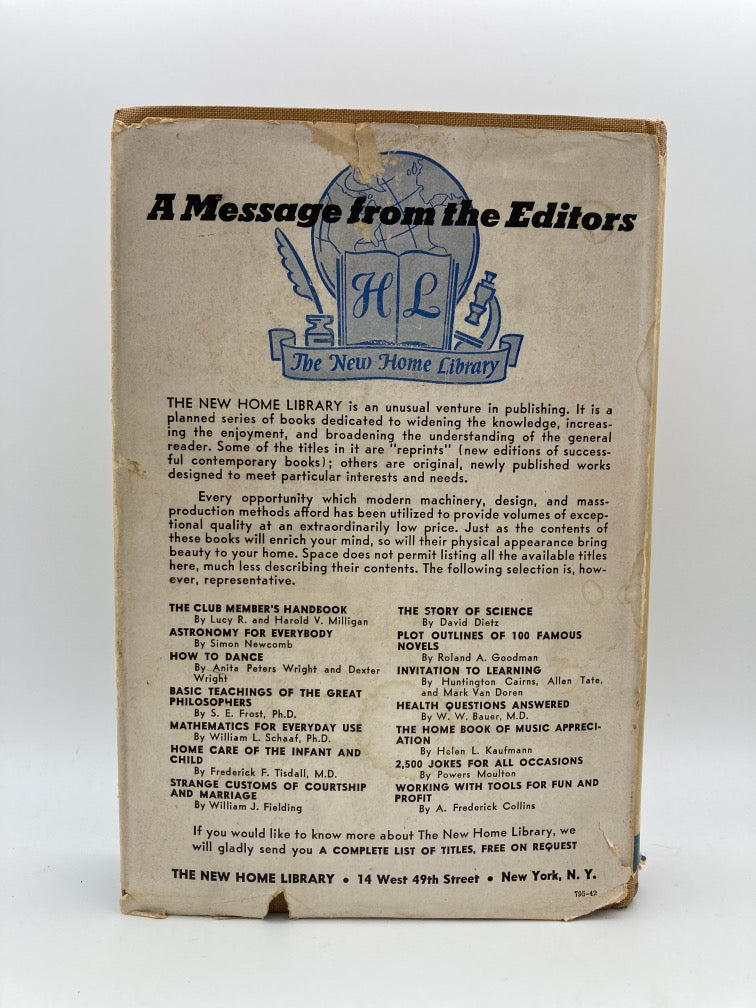 A Message from the Editors
H L
The New Home Library
THE NEW HOME LIBRARY is an unusual venture in publishing. It is a
planned series of books dedicated to widening the knowledge, increas-
ing the enjoyment, and broadening the understanding of the general
reader. Some of the titles in it are "reprints" (new editions of success-
ful contemporary books); others are original, newly published works
designed to meet particular interests and needs.
Every opportunity which modern machinery, design, and mass-
production methods afford has been utilized to provide volumes of excep-
tional quality at an extraordinarily low price. Just as the contents of
these books will enrich your mind, so will their physical appearance bring
beauty to your home. Space does not permit listing all the available titles
here, much less describing their contents. The following selection is, how-
ever, representative.
THE CLUB MEMBER'S HANDBOOK
By Lucy R. and Harold V. Milligan
ASTRONOMY FOR EVERYBODY
By Simon Newcomb
HOW TO DANCE
By Anita Peters Wright and Dexter
Wright
BASIC TEACHINGS OF THE GREAT
PHILOSOPHERS
By S. E. Frost, Ph.D.
MATHEMATICS FOR EVERYDAY USE
By William L. Schaaf, Ph.D.
HOME CARE OF THE INFANT AND
CHILD
By Frederick F. Tisdall, M.D.
STRANGE CUSTOMS OF COURTSHIP
AND MARRIAGE
By William J. Fielding
THE STORY OF SCIENCE
By David Dietz
PLOT OUTLINES OF 100 FAMOUS
NOVELS
By Roland A. Goodman
INVITATION TO LEARNING
By Huntington Cairns, Allen Tate,
and Mark Van Doren
HEALTH QUESTIONS ANSWERED
By W. W. Bauer, M.D.
THE HOME BOOK OF MUSIC APPRECI-
ATION
By Helen L. Kaufmann
2,500 JOKES FOR ALL OCCASIONS
By Powers Moulton
WORKING WITH TOOLS FOR FUN AND
PROFIT
By A. Frederick Collins
If you would like to know more about The New Home Library, we
will gladly send you A COMPLETE LIST OF TITLES, FREE ON REQUEST
THE NEW HOME LIBRARY • 14 West 49th Street • New York, N. Y.
795-42